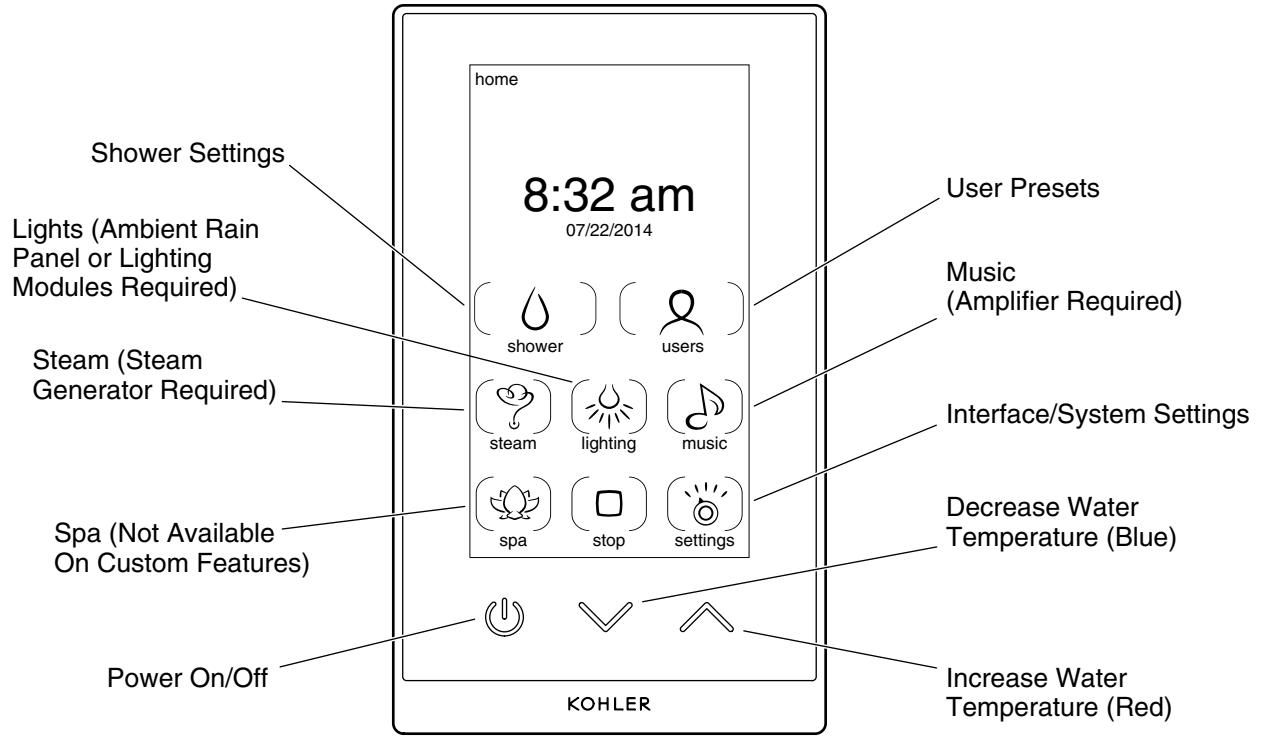 home
Shower Settings
8:32 am
User Presets
07/22/2014
Lights (Ambient Rain
Panel or Lighting
Modules Required)
Music
(Amplifier Required)
shower
users
Steam (Steam
Generator Required)
Interface/System Settings
steam
lighting
music
Spa (Not Available
On Custom Features)
Decrease Water
Temperature (Blue)
spa
stop
settings
Power On/Off
Increase Water
Temperature (Red)
KOHLER